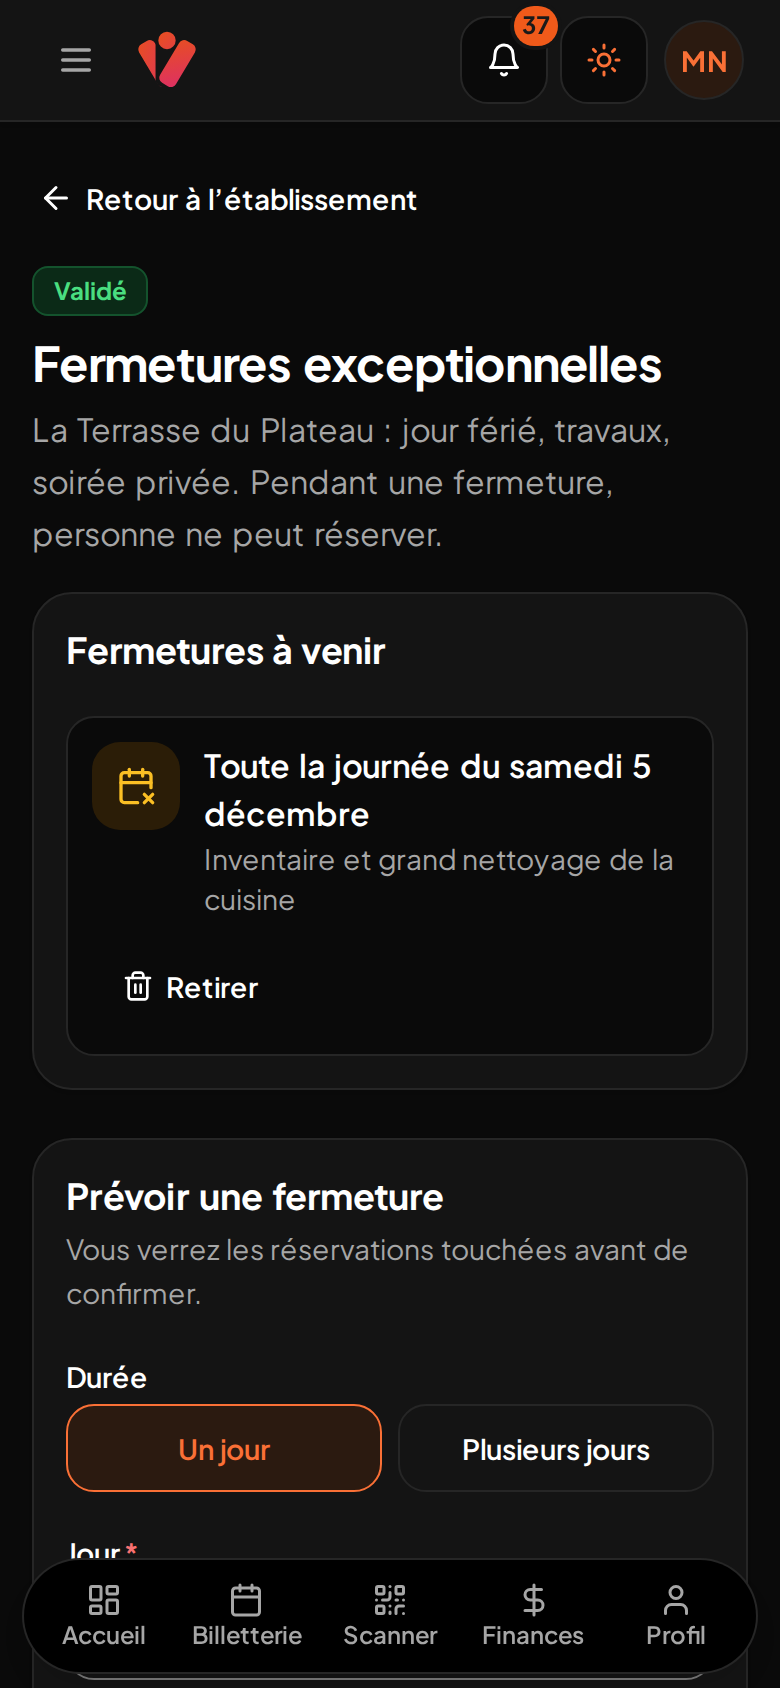 37
MN
Retour à l’établissement
Validé
Fermetures exceptionnelles
La Terrasse du Plateau : jour férié, travaux,
soirée privée. Pendant une fermeture,
personne ne peut réserver.
Fermetures à venir
Toute la journée du samedi 5
décembre
Inventaire et grand nettoyage de la
cuisine
Retirer
Prévoir une fermeture
Vous verrez les réservations touchées avant de
confirmer.
Durée
Un jour
Plusieurs jours
Jour *
Accueil
Billetterie
Scanner
Finances
Profil